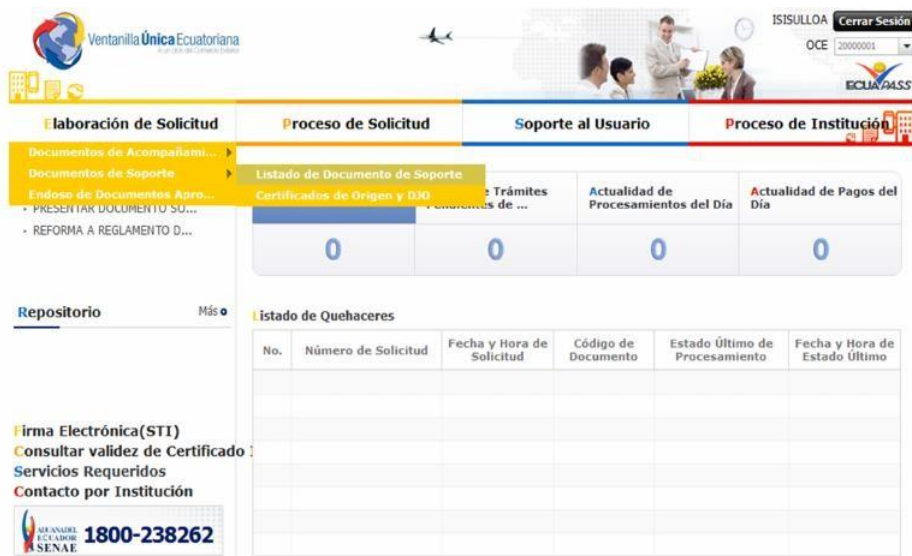 Ventanilla Única Ecuatoriana
ISISULLOA Cerrar Sesión
OCE 20000001
ECUAPASS
Elaboración de Solicitud
Proceso de Solicitud
Soporte al Usuario
Proceso de Institución
Documentos de Acompañami...
Documentos de Soporte
Endoso de Documentos Apro...
Listado de Documento de Soporte
Certificados de Origen y DJO
- PRESENTAR DOCUMENTO SO...
- REFORMA A REGLAMENTO D...
e Trámites
de ...
Actualidad de
Procesamientos del Día
Actualidad de Pagos del
Día
0 0 0 0
Repositorio Más
Listado de Quehaceres
No. Número de Solicitud Fecha y Hora de Solicitud Código de Documento Estado Último de Procesamiento Fecha y Hora de Estado Último
Firma Electrónica(STI)
Consultar validez de Certificado
Servicios Requeridos
Contacto por Institución
ADUANA DEL
ECUADOR
SENAE
1800-238262